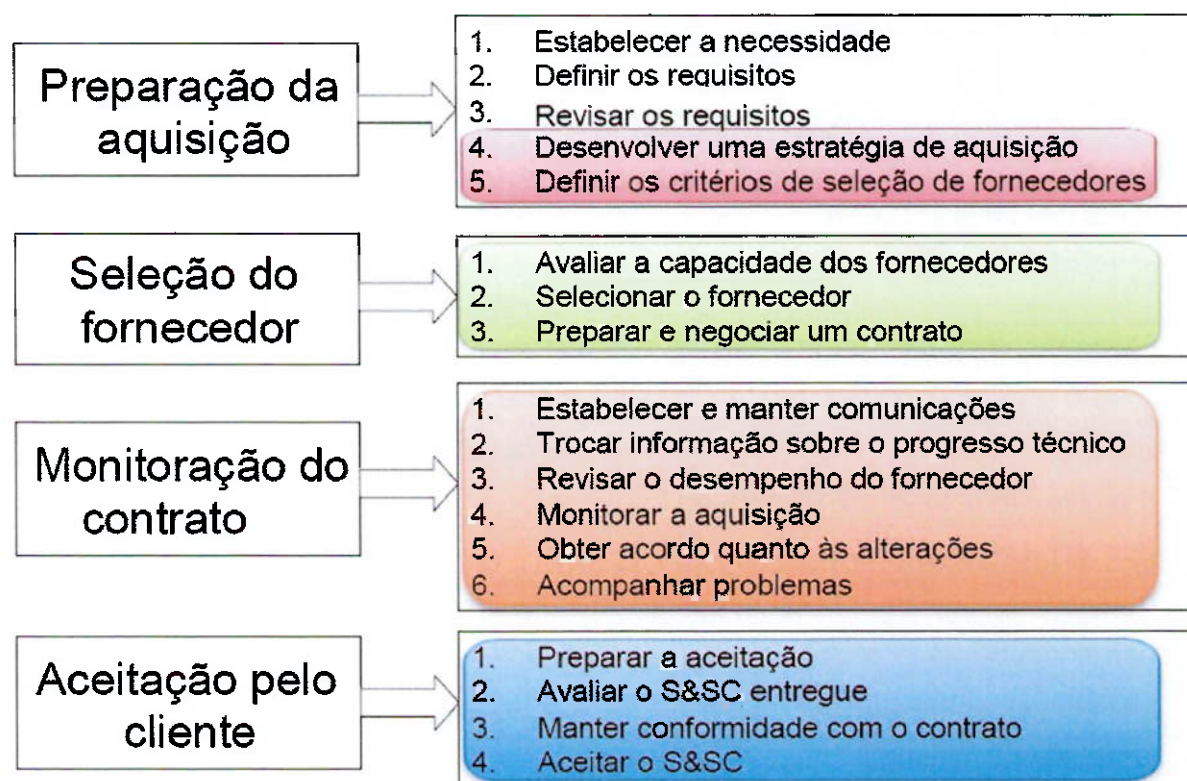 Preparação da
aquisição
1. Estabelecer a necessidade
2. Definir os requisitos
3. Revisar os requisitos
4. Desenvolver uma estratégia de aquisição
5. Definir os critérios de seleção de fornecedores
Seleção do
fornecedor
1. Avaliar a capacidade dos fornecedores
2. Selecionar o fornecedor
3. Preparar e negociar um contrato
Monitoração do
contrato
1. Estabelecer e manter comunicações
2. Trocar informação sobre o progresso técnico
3. Revisar o desempenho do fornecedor
4. Monitorar a aquisição
5. Obter acordo quanto às alterações
6. Acompanhar problemas
Aceitação pelo
cliente
1. Preparar a aceitação
2. Avaliar o S&SC entregue
3. Manter conformidade com o contrato
4. Aceitar o S&SC